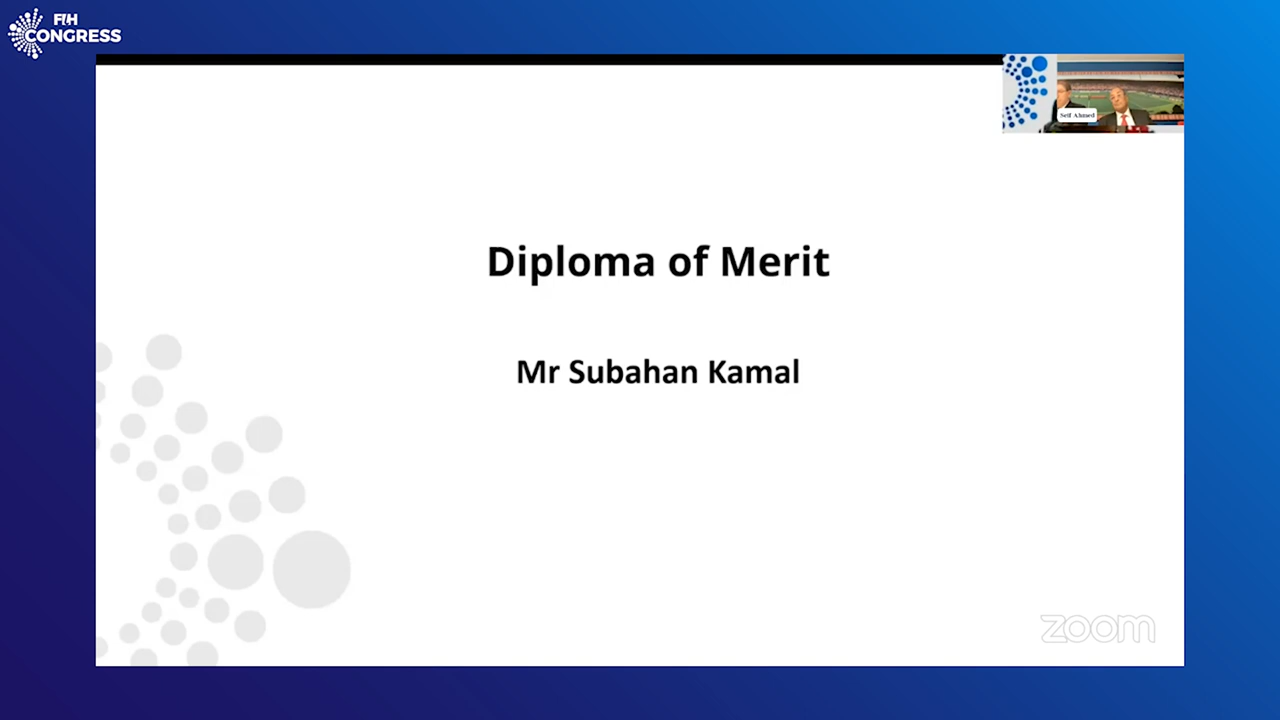 FIH
CONGRESS
Seif Ahmed
Diploma of Merit
Mr Subahan Kamal
zoom